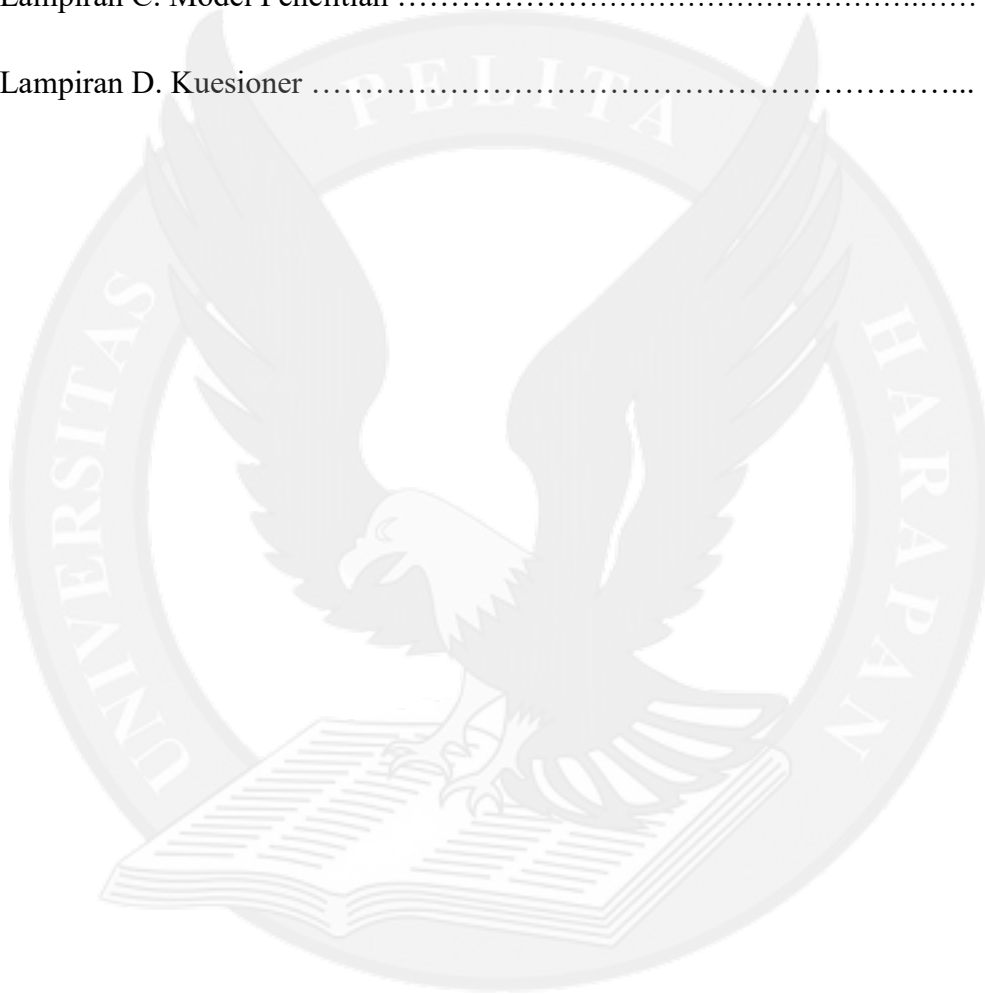 Lampiran C. Model Penelitian ……………………………………………….……
Lampiran D. Kuesioner …………………………………………………………...
UNIVERSITAS PELITA HARAPAN